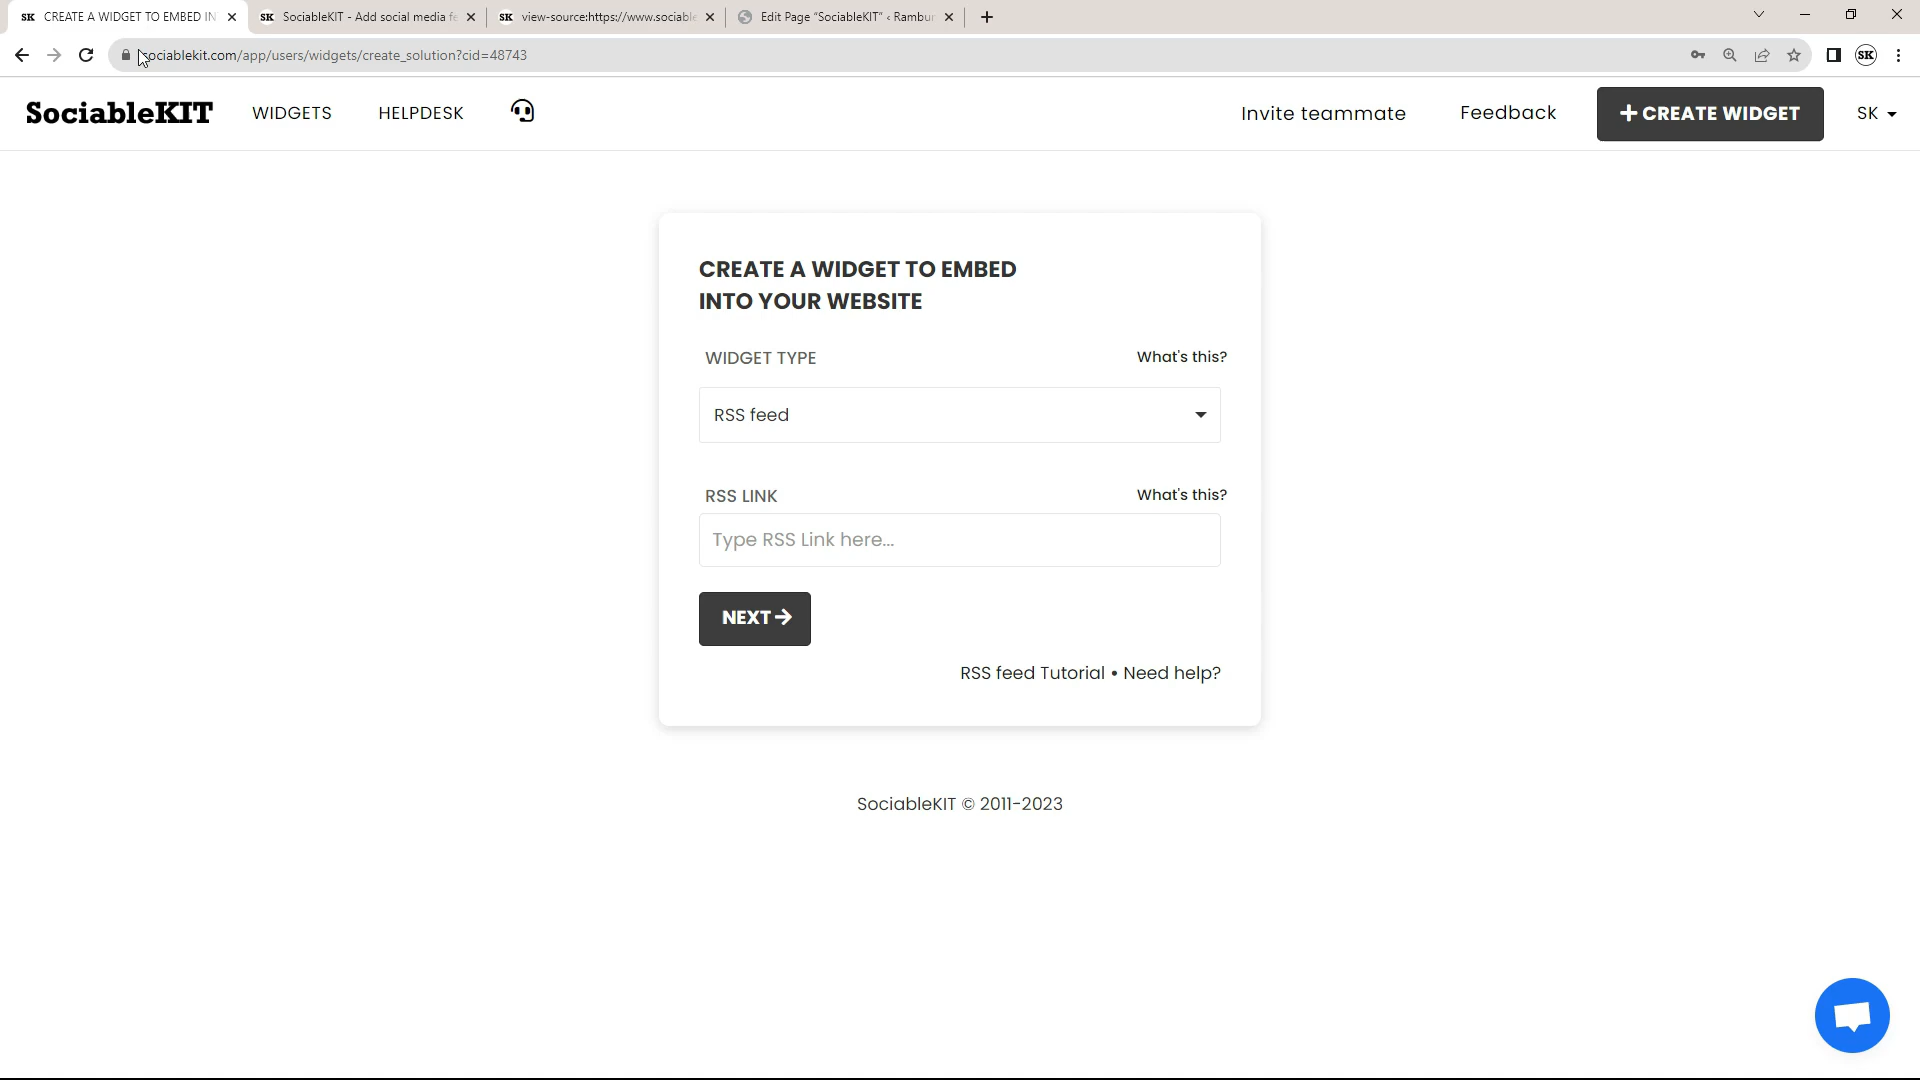 SK CREATE A WIDGET TO EMBED IN
SK SociableKIT - Add social media fe
SK view-source:https://www.sociable
Edit Page “SociableKIT” ‹ Rambur
ociablekit.com/app/users/widgets/create_solution?cid=48743
SK
SociableKIT
WIDGETS
HELPDESK
Invite teammate
Feedback
CREATE WIDGET
SK
CREATE A WIDGET TO EMBED
INTO YOUR WEBSITE
WIDGET TYPE
What's this?
RSS feed
RSS LINK
What's this?
Type RSS Link here...
NEXT
RSS feed Tutorial • Need help?
SociableKIT © 2011-2023